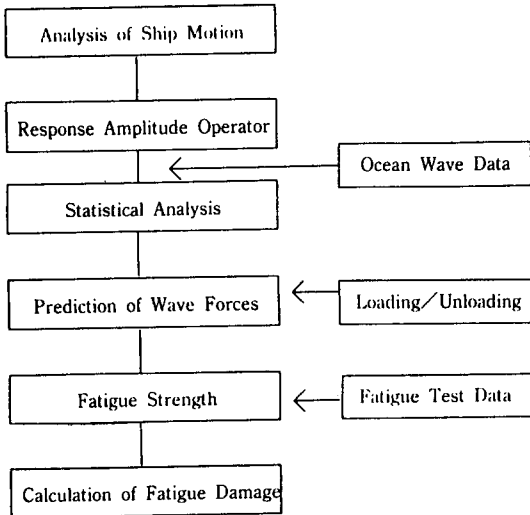 Analysis of Ship Motion
Response Amplitude Operator
Ocean Wave Data
Statistical Analysis
Prediction of Wave Forces
Loading/Unloading
Fatigue Strength
Fatigue Test Data
Calculation of Fatigue Damage